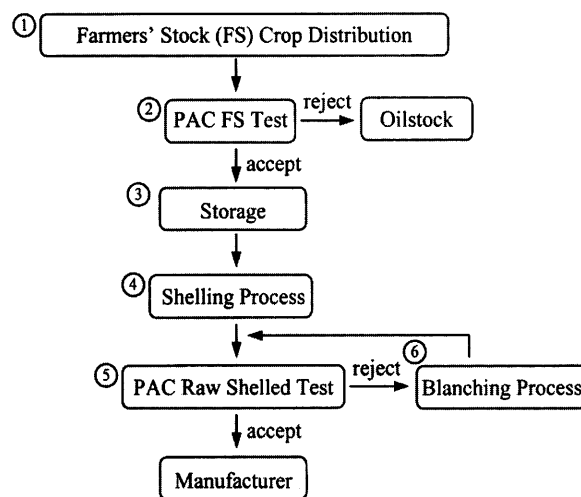 ① Farmers' Stock (FS) Crop Distribution
② PAC FS Test
reject
Oilstock
accept
③ Storage
④ Shelling Process
⑤ PAC Raw Shelled Test
reject
⑥ Blanching Process
accept
Manufacturer